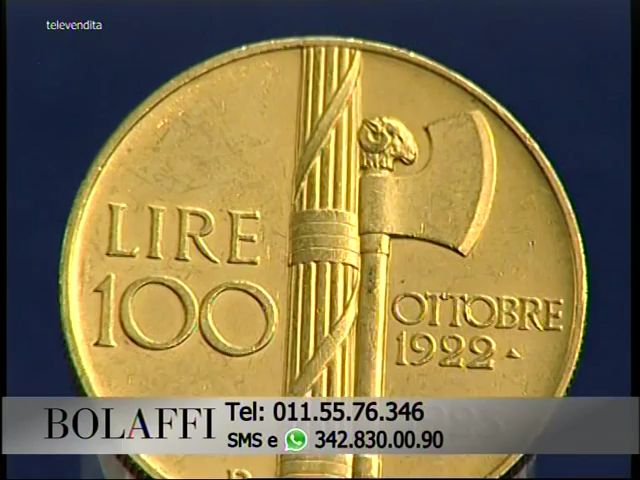 televendita
LIRE
100
OTTOBRE
1922
BOLAFFI
Tel: 011.55.76.346
SMS e 342.830.00.90